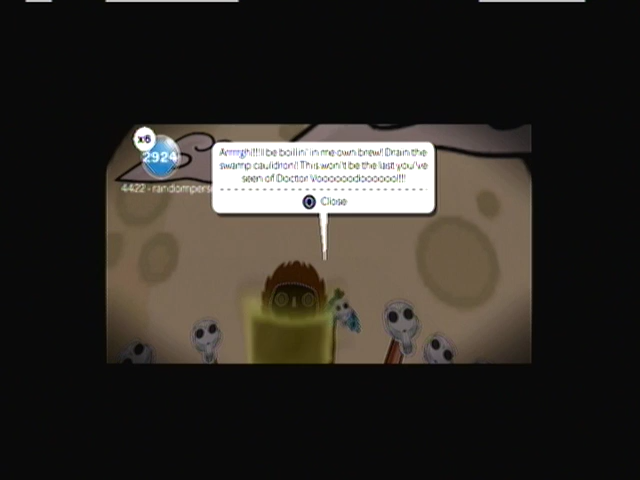 x6
2924
4422 - randompers
Arrrrgh!!!I'll be boilin' in me own brew! Drain the
swamp cauldron! This won't be the last you've
seen of Doctor Voooooodoooooo!!!
Close